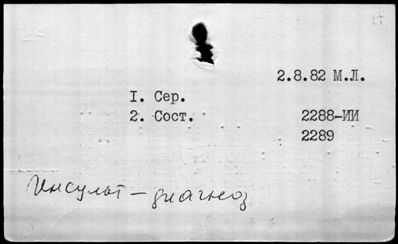 2.8.82 М.Л.
I. Сер.
2. Сост. 2288-ИИ
2289
Инсульт - диагноз